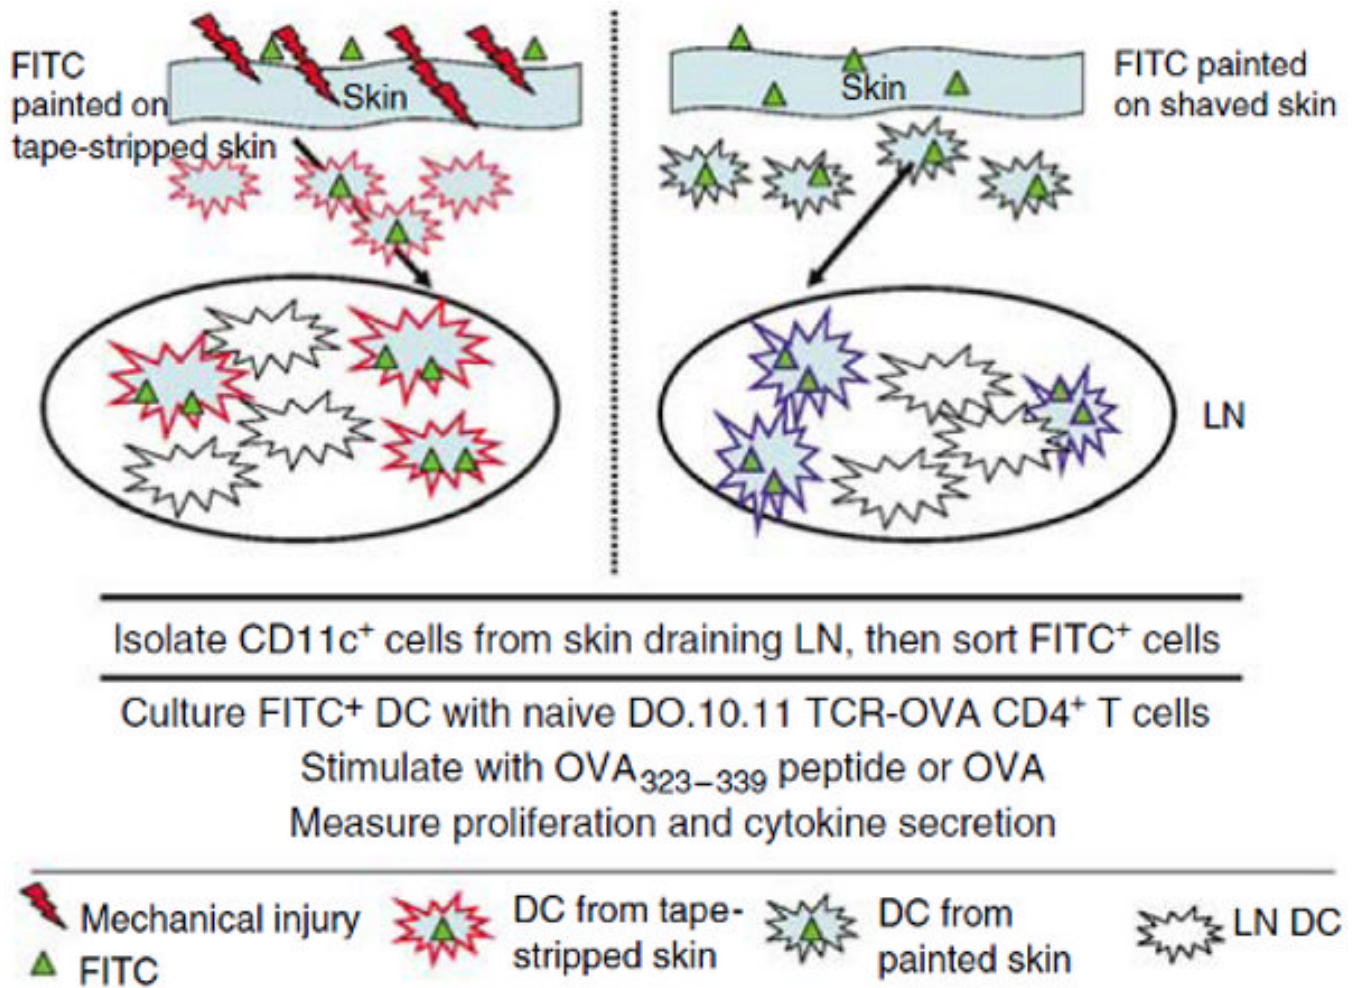 FITC
painted on
tape-stripped skin
Skin
Skin
FITC painted
on shaved skin
LN
Isolate CD11c⁺ cells from skin draining LN, then sort FITC⁺ cells
Culture FITC⁺ DC with naive DO.10.11 TCR-OVA CD4⁺ T cells
Stimulate with OVA₃₂₃₋₃₃₉ peptide or OVA
Measure proliferation and cytokine secretion
Mechanical injury
FITC
DC from tape-
stripped skin
DC from
painted skin
LN DC